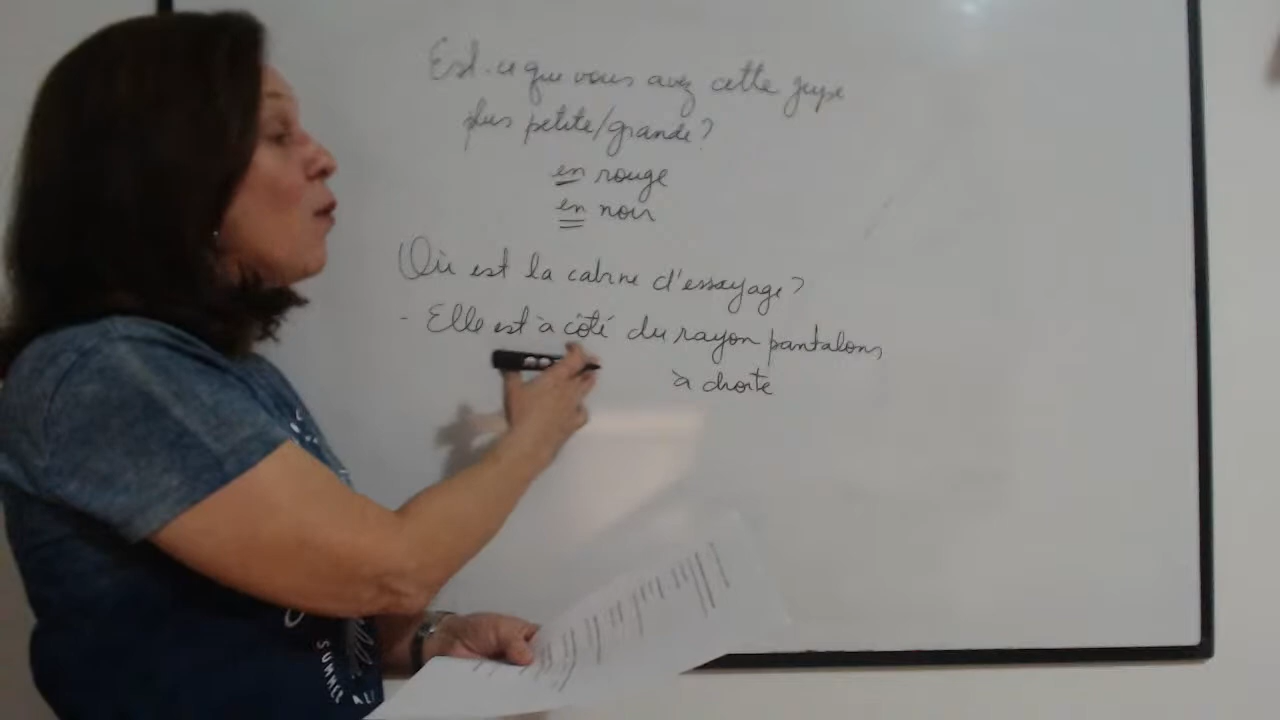 Est-ce que vous avez cette jupe
plus petite/grande?
en rouge
en noir
Où est la cabine d'essayage?
- Elle est à côté du rayon pantalons
à droite
SUMMER